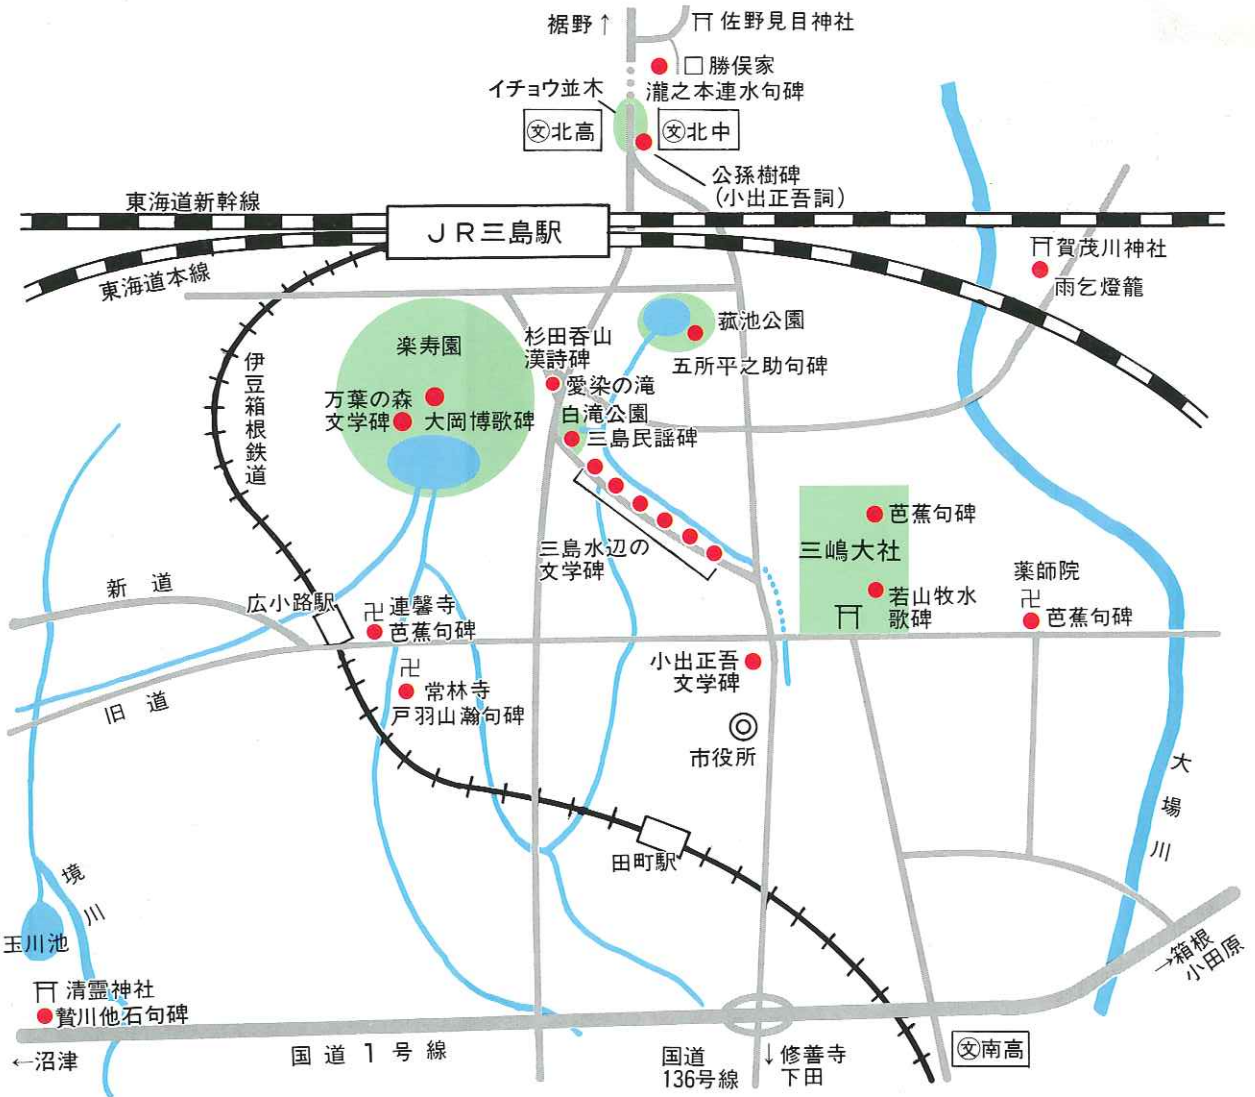 裾野↑
佐野見目神社
勝俣家
瀧之本連水句碑
イチョウ並木
文北高
文北中
公孫樹碑
(小出正吾詞)
東海道新幹線
JR三島駅
東海道本線
賀茂川神社
雨乞燈籠
伊豆箱根鉄道
楽寿園
万葉の森
文学碑
大岡博歌碑
杉田呑山
漢詩碑
愛染の滝
菰池公園
五所平之助句碑
白滝公園
三島民謡碑
三島水辺の
文学碑
芭蕉句碑
三嶋大社
若山牧水
歌碑
薬師院
芭蕉句碑
新道
広小路駅
連馨寺
芭蕉句碑
旧道
常林寺
戸羽山瀚句碑
小出正吾
文学碑
市役所
大場川
田町駅
境川
玉川池
清霊神社
贄川他石句碑
←沼津
国道1号線
国道
136号線
↓修善寺
下田
→箱根
小田原
文南高